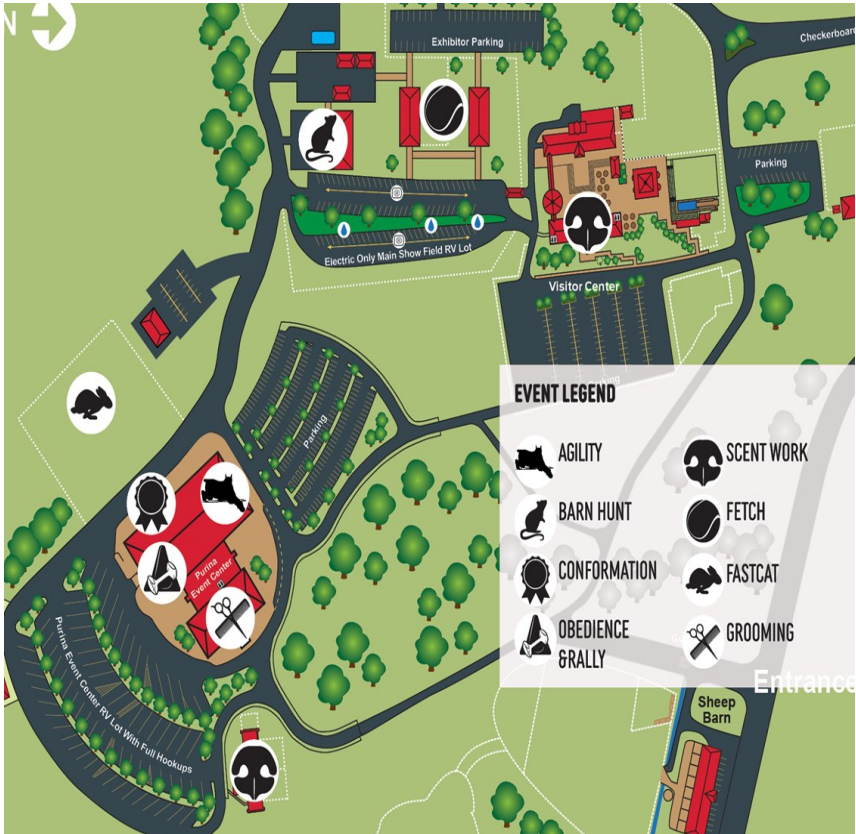 N
Exhibitor Parking
Checkerboard
Parking
Electric Only Main Show Field RV Lot
Visitor Center
Parking
Purina
Event Center
Purina Event Center RV Lot With Full Hookups
EVENT LEGEND
AGILITY
SCENT WORK
BARN HUNT
FETCH
CONFORMATION
FASTCAT
OBEDIENCE
&RALLY
GROOMING
Entrance
Sheep
Barn